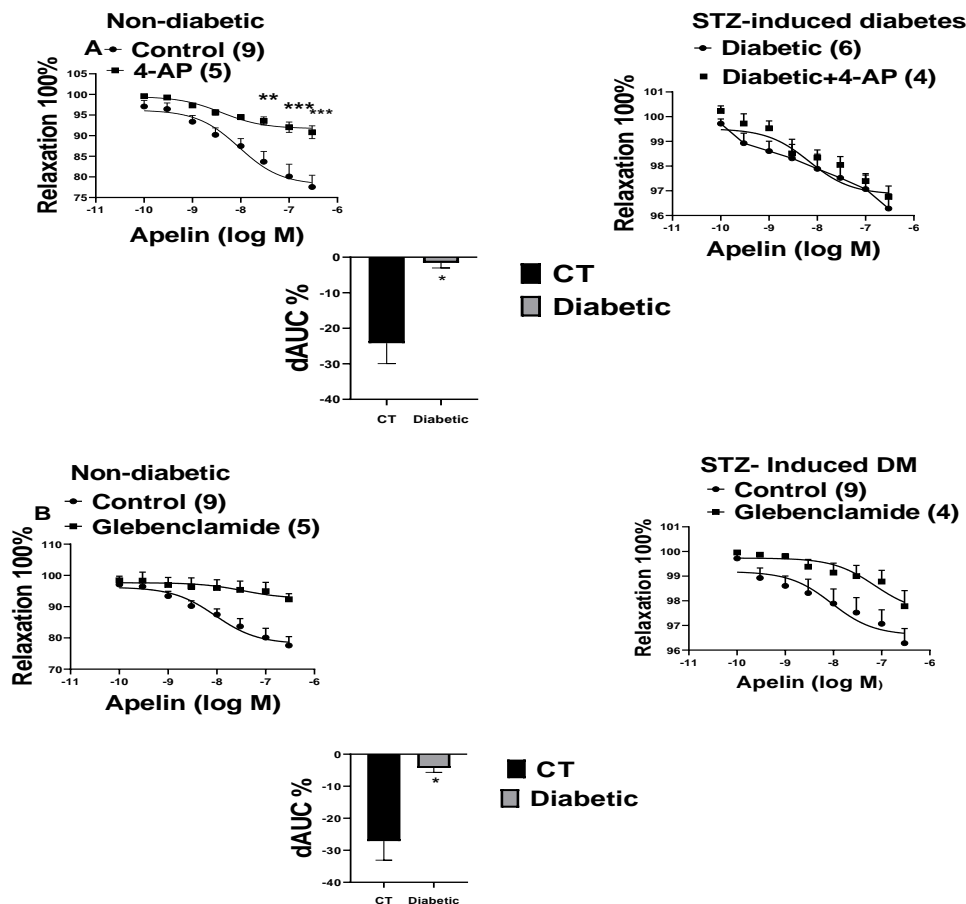 Non-diabetic
A Control (9)
4-AP (5)
** *** ***
Relaxation 100%
105
100
95
90
85
80
75
-11 -10 -9 -8 -7 -6
Apelin (log M)
STZ-induced diabetes
Diabetic (6)
Diabetic+4-AP (4)
Relaxation 100%
101
100
99
98
97
96
-11 -10 -9 -8 -7 -6
Apelin (log M)
dAUC %
0
-10
-20
-30
-40
*
CT Diabetic
CT
Diabetic
Non-diabetic
B Control (9)
Glebenclamide (5)
Relaxation 100%
110
100
90
80
70
-11 -10 -9 -8 -7 -6
Apelin (log M)
STZ- Induced DM
Control (9)
Glebenclamide (4)
Relaxation 100%
101
100
99
98
97
96
95
-11 -10 -9 -8 -7 -6
Apelin (log M)
dAUC %
0
-10
-20
-30
-40
*
CT Diabetic
CT
Diabetic